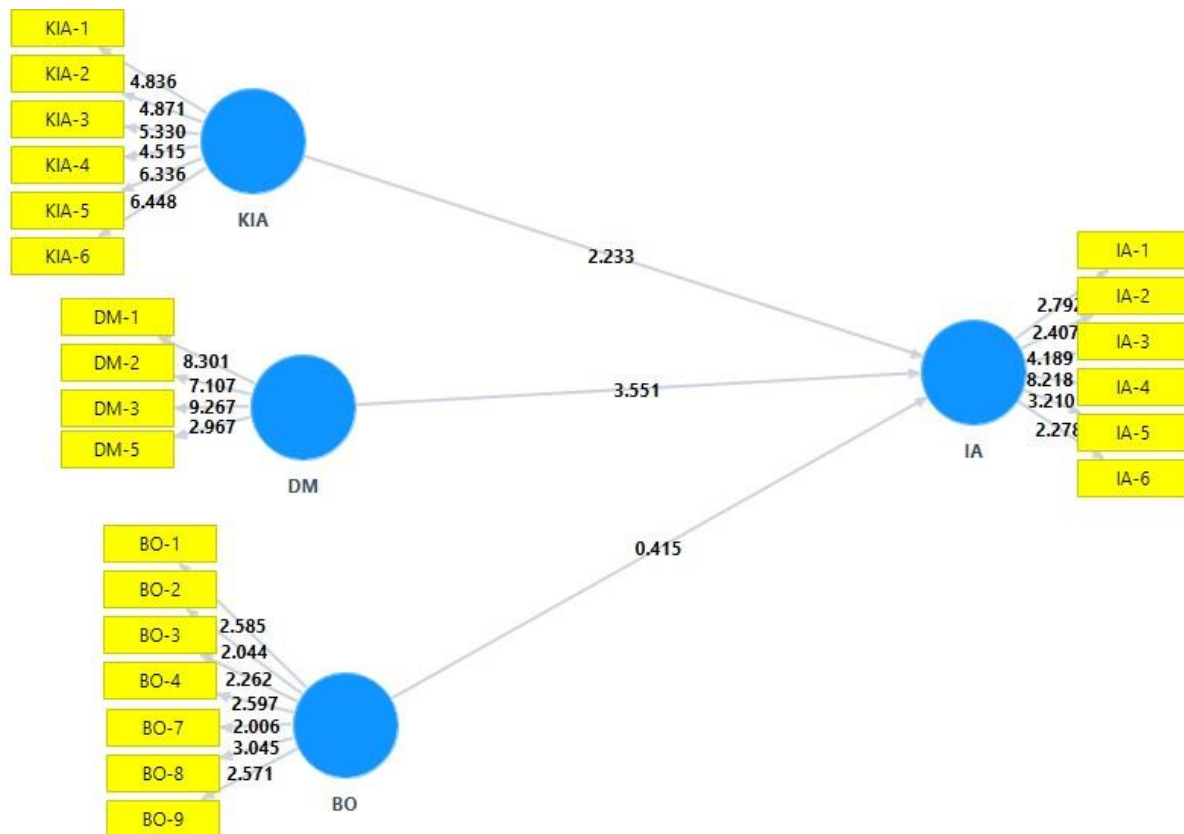 KIA-1
KIA-2
KIA-3
KIA-4
KIA-5
KIA-6
4.836
4.871
5.330
4.515
6.336
6.448
KIA
2.233
DM-1
DM-2
DM-3
DM-5
8.301
7.107
9.267
2.967
DM
3.551
BO-1
BO-2
BO-3
BO-4
BO-7
BO-8
BO-9
2.585
2.044
2.262
2.597
2.006
3.045
2.571
BO
0.415
IA
2.792
2.407
4.189
8.218
3.210
2.278
IA-1
IA-2
IA-3
IA-4
IA-5
IA-6